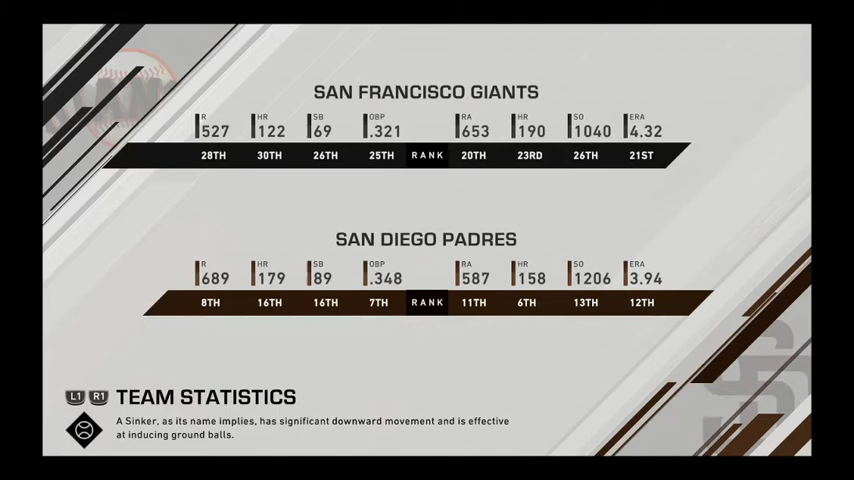 SAN FRANCISCO GIANTS
R HR SB OBP RA HR SO ERA
527 122 69 .321 653 190 1040 4.32
28TH 30TH 26TH 25TH RANK 20TH 23RD 26TH 21ST
SAN DIEGO PADRES
R HR SB OBP RA HR SO ERA
689 179 89 .348 587 158 1206 3.94
8TH 16TH 16TH 7TH RANK 11TH 6TH 13TH 12TH
L1 R1 TEAM STATISTICS
A Sinker, as its name implies, has significant downward movement and is effective
at inducing ground balls.
SD